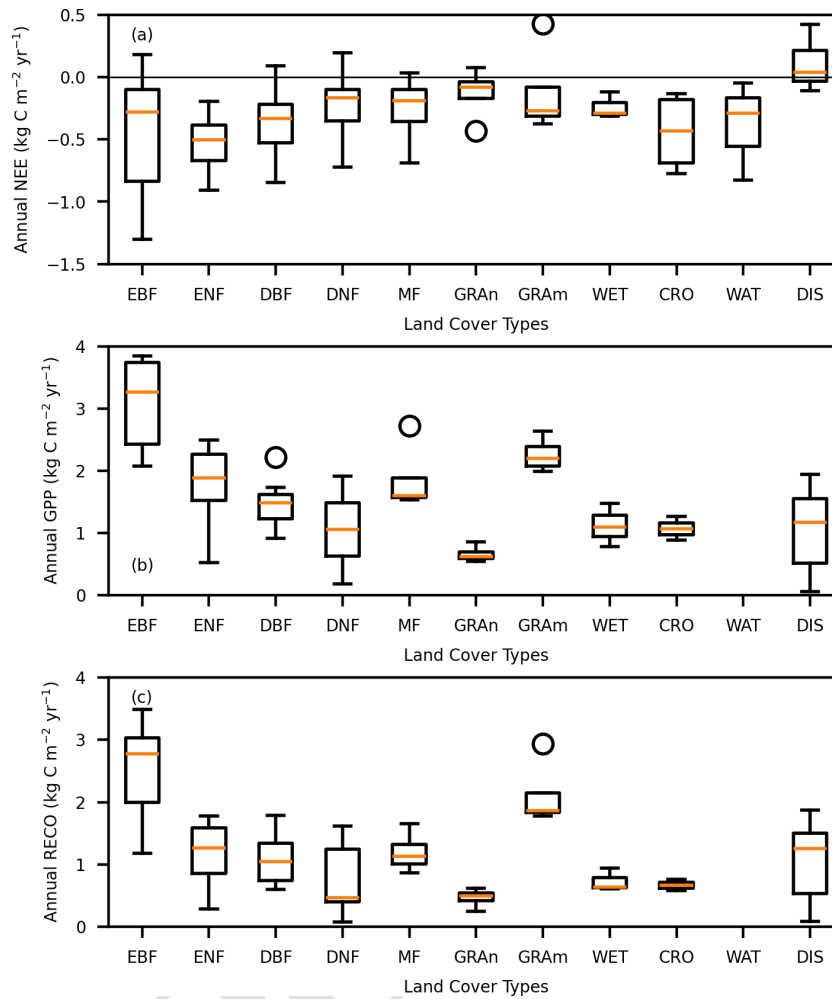 (a)
Annual NEE (kg C m⁻² yr⁻¹)
0.5
0.0
−0.5
−1.0
−1.5
EBF ENF DBF DNF MF GRAn GRAm WET CRO WAT DIS
Land Cover Types
Annual GPP (kg C m⁻² yr⁻¹)
4
3
2
1
0
(b)
EBF ENF DBF DNF MF GRAn GRAm WET CRO WAT DIS
Land Cover Types
(c)
Annual RECO (kg C m⁻² yr⁻¹)
4
3
2
1
0
EBF ENF DBF DNF MF GRAn GRAm WET CRO WAT DIS
Land Cover Types